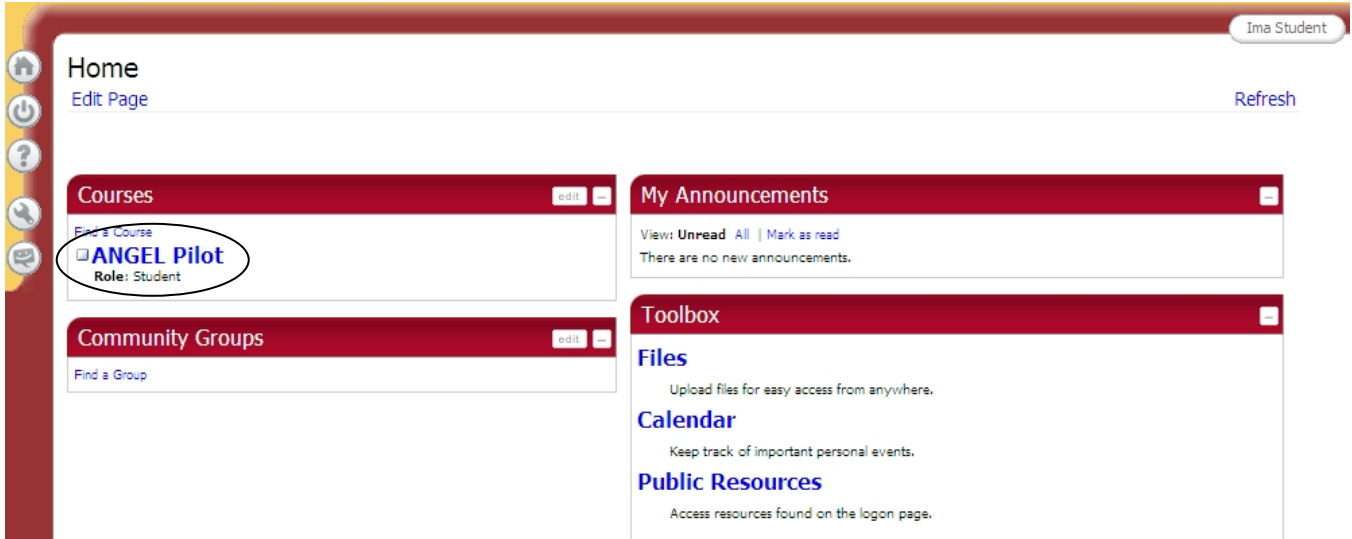 Ima Student
Home
Edit Page
Refresh
Courses
edit
Find a Course
ANGEL Pilot
Role: Student
Community Groups
edit
Find a Group
My Announcements
View: Unread All | Mark as read
There are no new announcements.
Toolbox
Files
Upload files for easy access from anywhere.
Calendar
Keep track of important personal events.
Public Resources
Access resources found on the logon page.